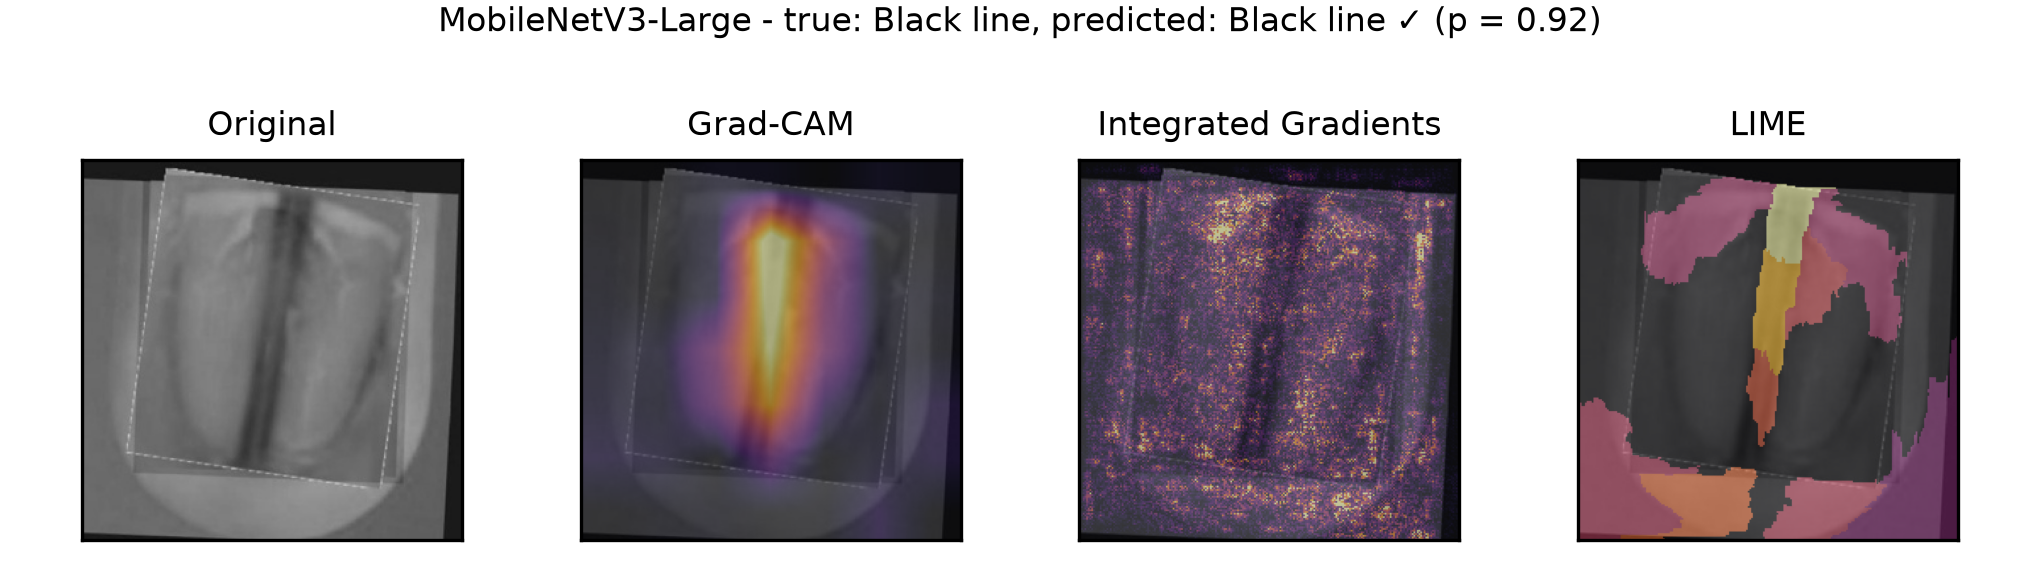 MobileNetV3-Large - true: Black line, predicted: Black line ✓ (p = 0.92)
Original
Grad-CAM
Integrated Gradients
LIME